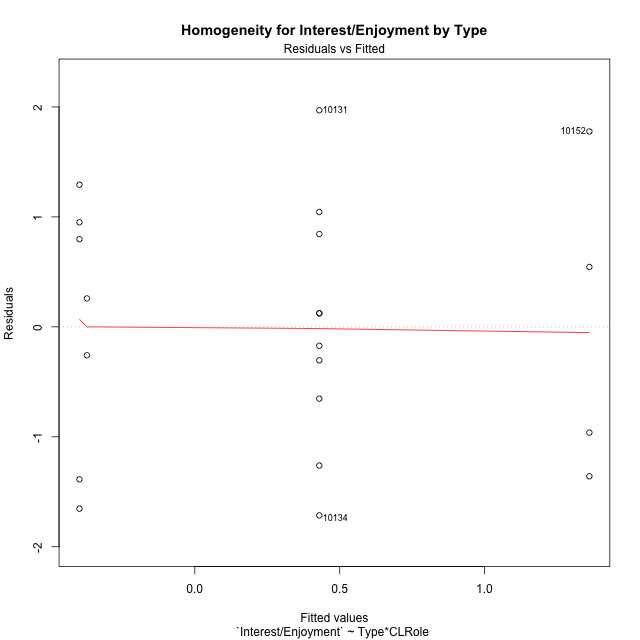 Homogeneity for Interest/Enjoyment by Type
Residuals vs Fitted
2
10131
10152
1
Residuals
0
-1
10134
-2
0.0 0.5 1.0
Fitted values
`Interest/Enjoyment` ~ Type*CLRole